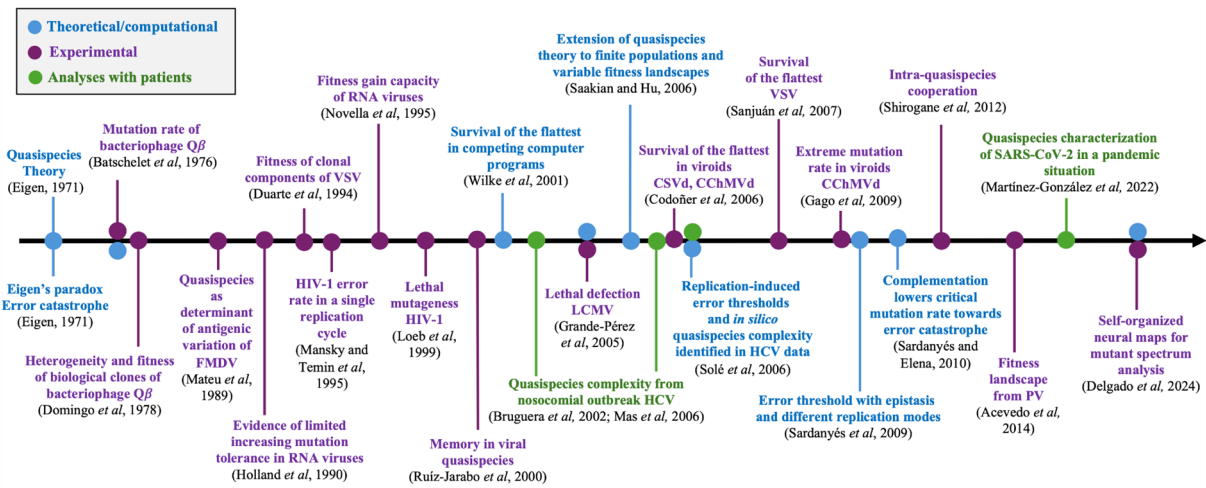 Theoretical/computational
Experimental
Analyses with patients
Quasispecies
Theory
(Eigen, 1971)
Eigen's paradox
Error catastrophe
(Eigen, 1971)
Mutation rate of
bacteriophage Qβ
(Batschelet et al, 1976)
Heterogeneity and fitness
of biological clones of
bacteriophage Qβ
(Domingo et al, 1978)
Quasispecies
as
determinant
of antigenic
variation of
FMDV
(Mateu et al,
1989)
Evidence of limited
increasing mutation
tolerance in RNA viruses
(Holland et al, 1990)
Fitness of clonal
components of VSV
(Duarte et al, 1994)
HIV-1 error
rate in a single
replication
cycle
(Mansky and
Temin et al,
1995)
Fitness gain capacity
of RNA viruses
(Novella et al, 1995)
Lethal
mutageness
HIV-1
(Loeb et al,
1999)
Memory in viral
quasispecies
(Ruíz-Jarabo et al, 2000)
Survival of the flattest
in competing computer
programs
(Wilke et al, 2001)
Quasispecies complexity from
nosocomial outbreak HCV
(Bruguera et al, 2002; Mas et al, 2006)
Lethal defection
LCMV
(Grande-Pérez
et al, 2005)
Extension of quasispecies
theory to finite populations and
variable fitness landscapes
(Saakian and Hu, 2006)
Survival of the flattest
in viroids
CSVd, CChMVd
(Codoñer et al, 2006)
Replication-induced
error thresholds
and in silico
quasispecies complexity
identified in HCV data
(Solé et al, 2006)
Survival
of the flattest
VSV
(Sanjuán et al, 2007)
Extreme mutation
rate in viroids
CChMVd
(Gago et al, 2009)
Error threshold with epistasis
and different replication modes
(Sardanyés et al, 2009)
Complementation
lowers critical
mutation rate towards
error catastrophe
(Sardanyés and
Elena, 2010)
Intra-quasispecies
cooperation
(Shirogane et al, 2012)
Fitness
landscape
from PV
(Acevedo et al,
2014)
Quasispecies characterization
of SARS-CoV-2 in a pandemic
situation
(Martínez-González et al, 2022)
Self-organized
neural maps for
mutant spectrum
analysis
(Delgado et al, 2024)